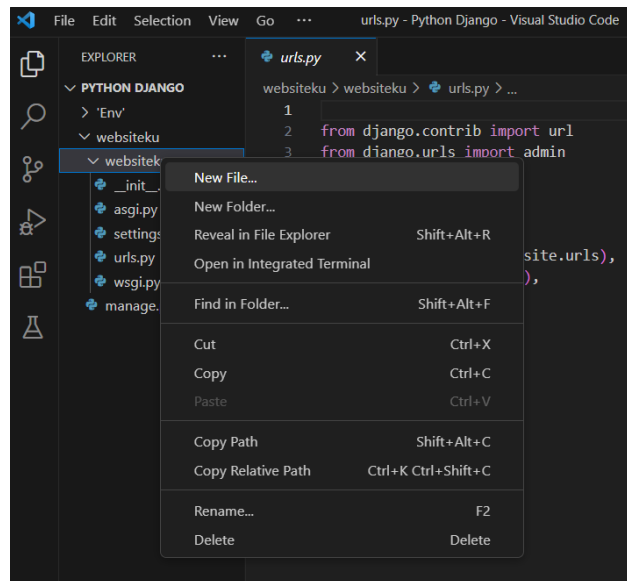 File Edit Selection View Go ··· urls.py - Python Django - Visual Studio Code
EXPLORER ···
PYTHON DJANGO
> 'Env'
websiteku
websitek
__init__.
asgi.py
settings
urls.py
wsgi.py
manage.
urls.py ×
websiteku > websiteku > urls.py > ...
1
2 from django.contrib import url
3 from django.urls import admin
site.urls),
),
New File...
New Folder...
Reveal in File Explorer Shift+Alt+R
Open in Integrated Terminal
Find in Folder... Shift+Alt+F
Cut Ctrl+X
Copy Ctrl+C
Paste Ctrl+V
Copy Path Shift+Alt+C
Copy Relative Path Ctrl+K Ctrl+Shift+C
Rename... F2
Delete Delete